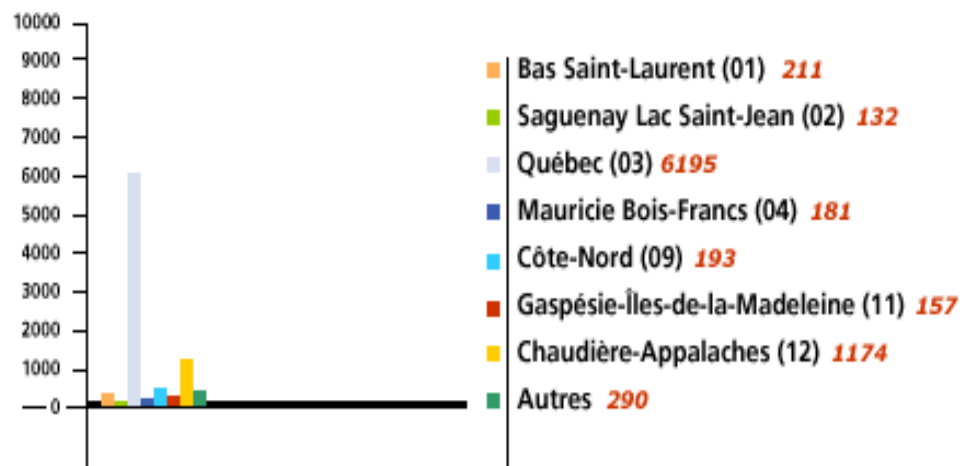 10000
9000
8000
7000
6000
5000
4000
3000
2000
1000
0
Bas Saint-Laurent (01) 211
Saguenay Lac Saint-Jean (02) 132
Québec (03) 6195
Mauricie Bois-Francs (04) 181
Côte-Nord (09) 193
Gaspésie-Îles-de-la-Madeleine (11) 157
Chaudière-Appalaches (12) 1174
Autres 290